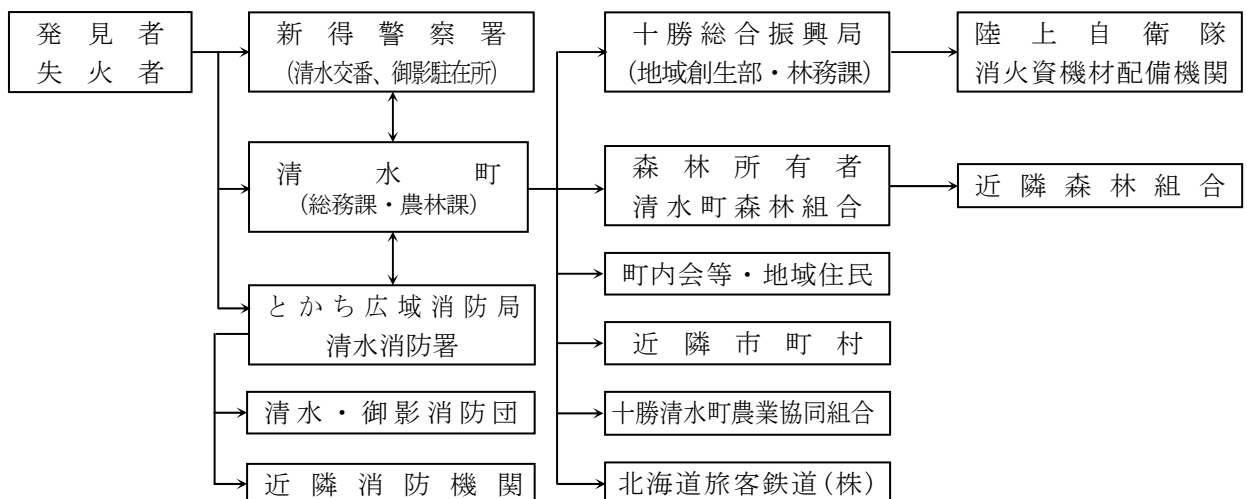 発見者
失火者
新得警察署
(清水交番、御影駐在所)
清水町
(総務課・農林課)
とかち広域消防局
清水消防署
清水・御影消防団
近隣消防機関
十勝総合振興局
(地域創生部・林務課)
森林所有者
清水町森林組合
町内会等・地域住民
近隣市町村
十勝清水町農業協同組合
北海道旅客鉄道(株)
陸上自衛隊
消火資機材配備機関
近隣森林組合